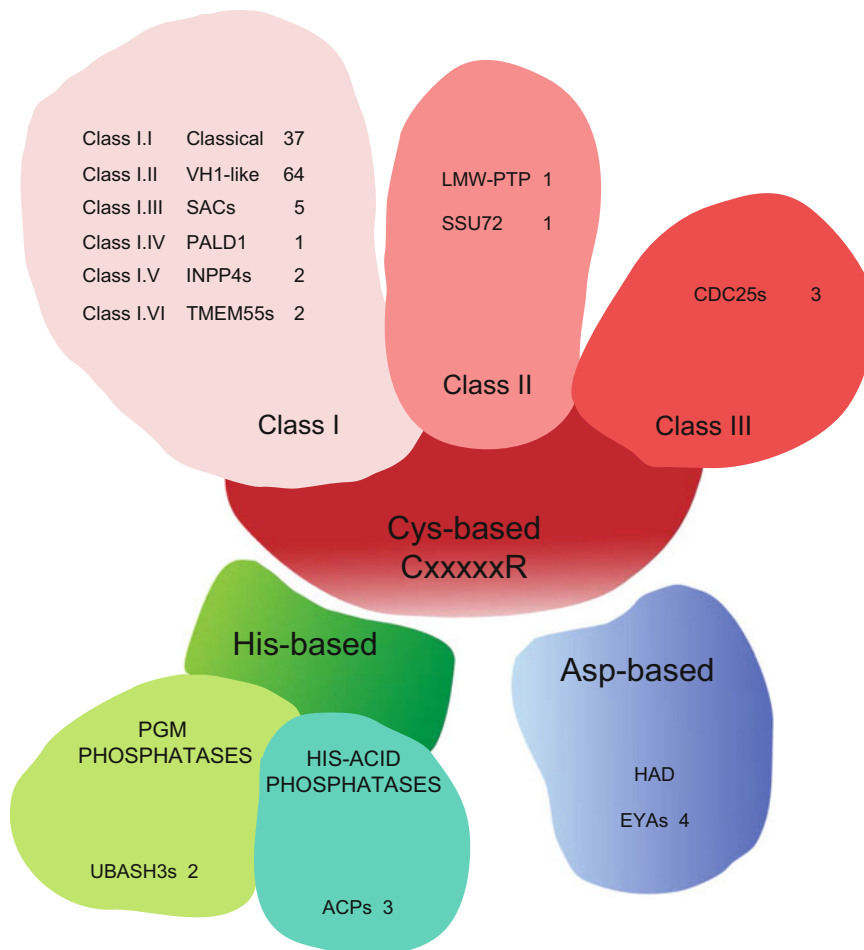 Class I.I Classical 37
Class I.II VH1-like 64
Class I.III SACs 5
Class I.IV PALD1 1
Class I.V INPP4s 2
Class I.VI TMEM55s 2
Class I
LMW-PTP 1
SSU72 1
Class II
CDC25s 3
Class III
Cys-based
CxxxxxR
His-based
PGM
PHOSPHATASES
UBASH3s 2
HIS-ACID
PHOSPHATASES
ACPs 3
Asp-based
HAD
EYAs 4